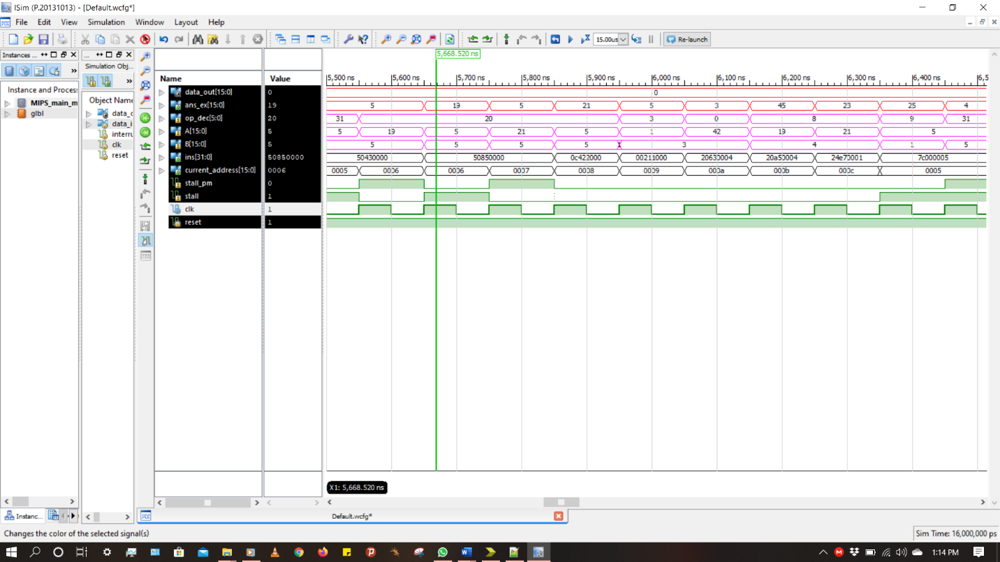 ISim (P.20131013) - [Default.wcfg*]
File Edit View Simulation Window Layout Help
15.00us Re-launch
Instances ...
...
Simulation Obj...
Instance and Process
MIPS_main_m
glbl
Object Name
data_o
data_i
interru
clk
reset
5,668.520 ns
Name Value
5,500 ns 5,600 ns 5,700 ns 5,800 ns 5,900 ns 6,000 ns 6,100 ns 6,200 ns 6,300 ns 6,400 ns 6,5
data_out[15:0] 0 0
ans_ex[15:0] 19 5 19 5 21 5 3 45 23 25 4
op_dec[5:0] 20 31 20 3 0 8 9 31
A[15:0] 5 5 19 5 21 5 1 42 19 21 5
B[15:0] 5 5 5 5 5 3 4 1 5
ins[31:0] 50850000 50430000 50850000 0c422000 00211000 20630004 20a50004 24e70001 7c000005
current_address[15:0] 0006 0005 0006 0006 0007 0008 0009 000a 000b 000c 0005
stall_pm 0
stall 1
clk 1
reset 1
X1: 5,668.520 ns
Instanc...
Default.wcfg*
Changes the color of the selected signal(s)
Sim Time: 16,000,000 ps
1:14 PM